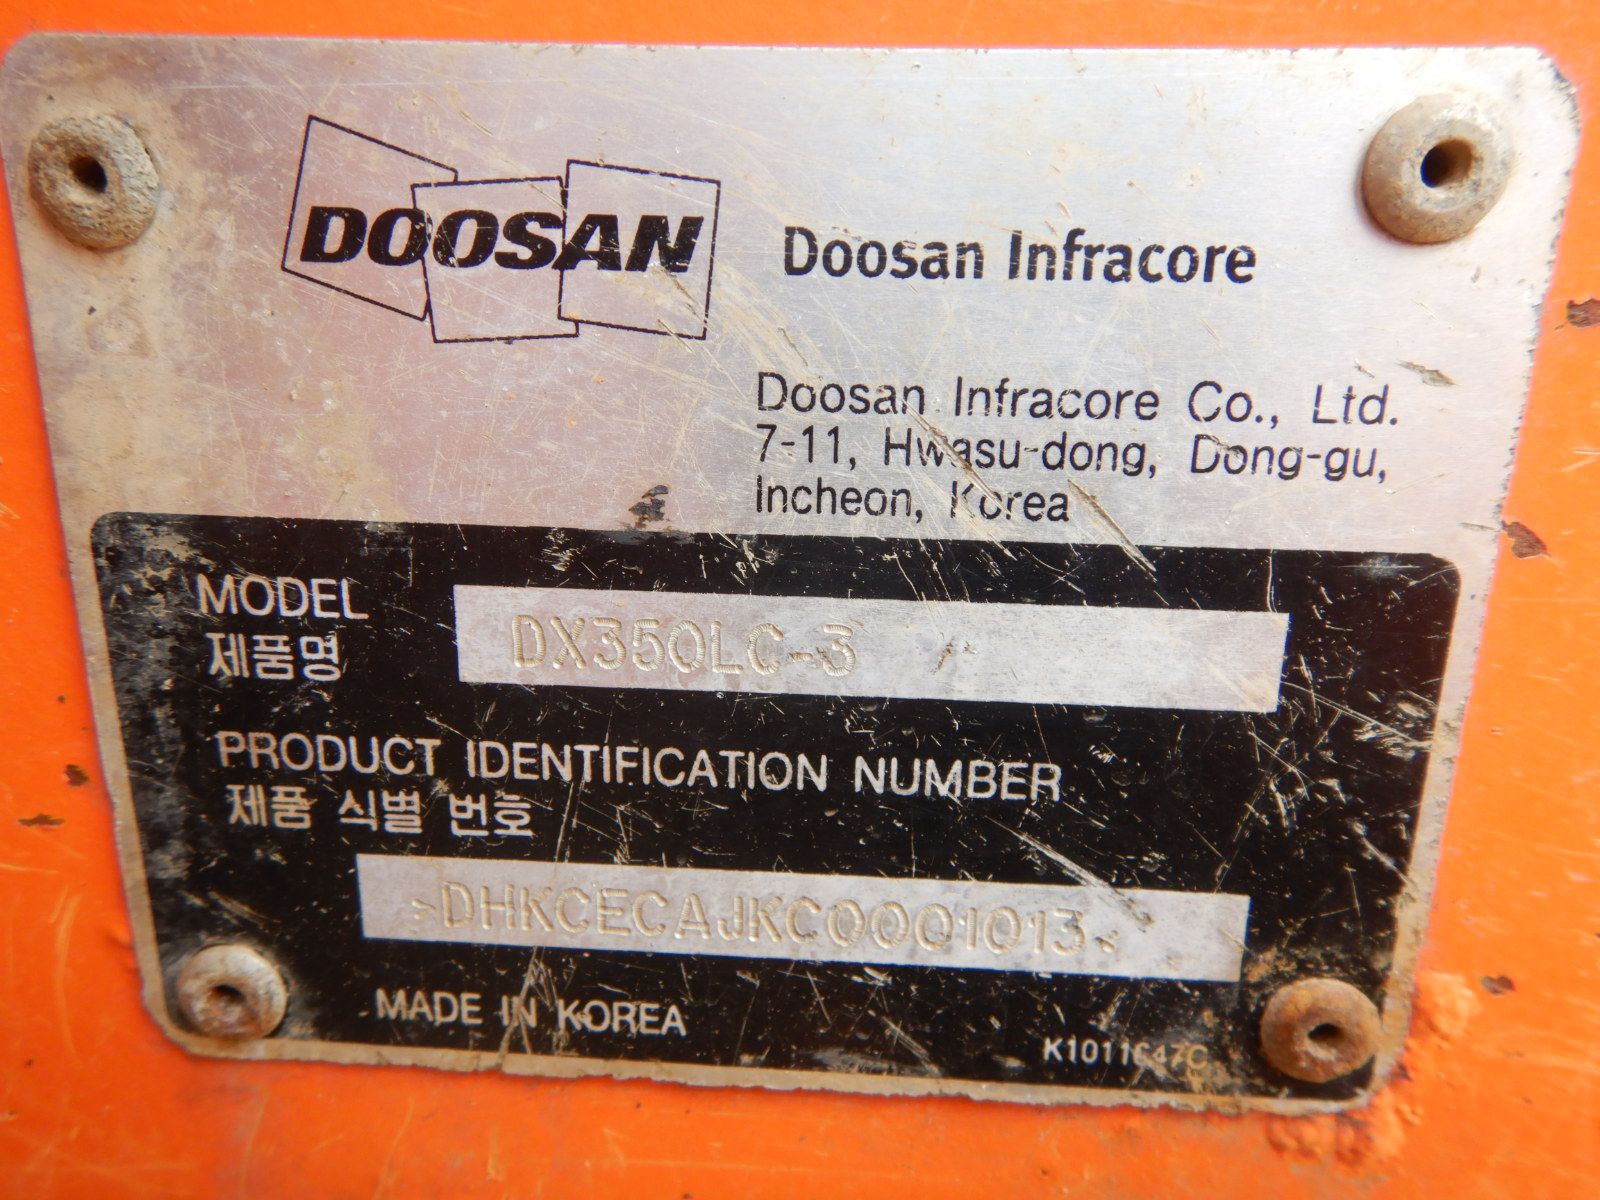 DOOSAN
Doosan Infracore
Doosan Infracore Co., Ltd.
7-11, Hwasu-dong, Dong-gu,
Incheon, Korea
MODEL
제품명
DX350LC-3
PRODUCT IDENTIFICATION NUMBER
제품 식별 번호
>DHKCECAJKC0001013<
MADE IN KOREA